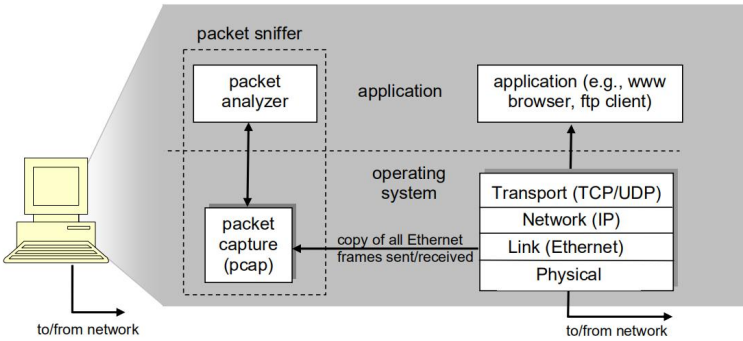 packet sniffer
packet
analyzer
application
application (e.g., www
browser, ftp client)
operating
system
packet
capture
(pcap)
copy of all Ethernet
frames sent/received
Transport (TCP/UDP)
Network (IP)
Link (Ethernet)
Physical
to/from network
to/from network